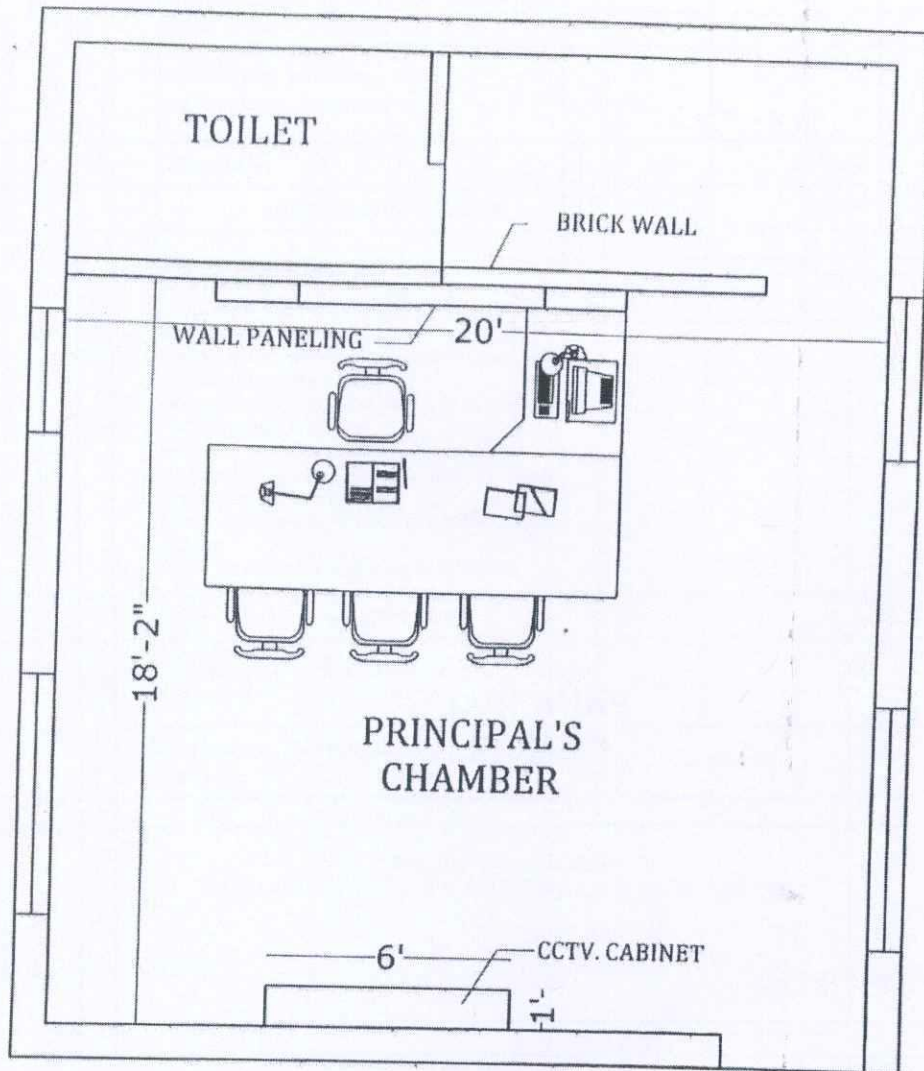 TOILET
BRICK WALL
WALL PANELING
20'
18'-2"
PRINCIPAL'S
CHAMBER
6'
CCTV. CABINET
1'